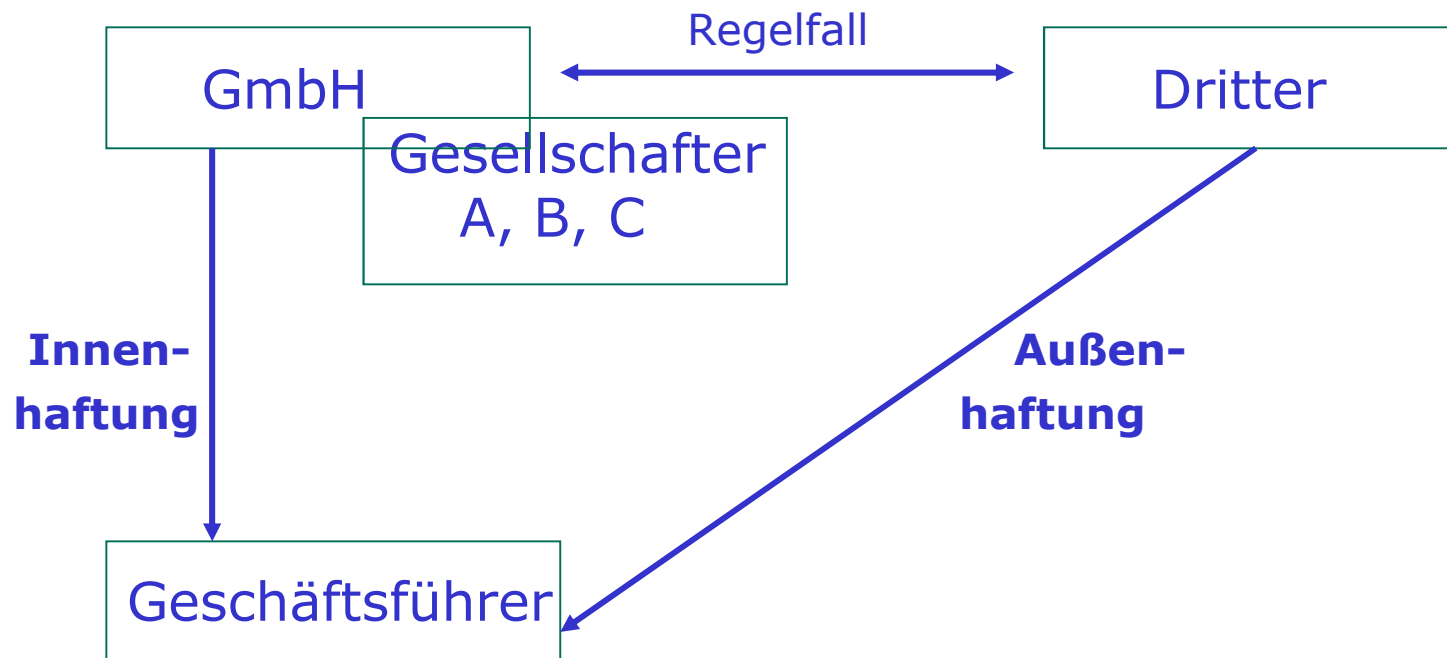 Regelfall
GmbH
Dritter
Gesellschafter
A, B, C
Innen-
haftung
Außen-
haftung
Geschäftsführer